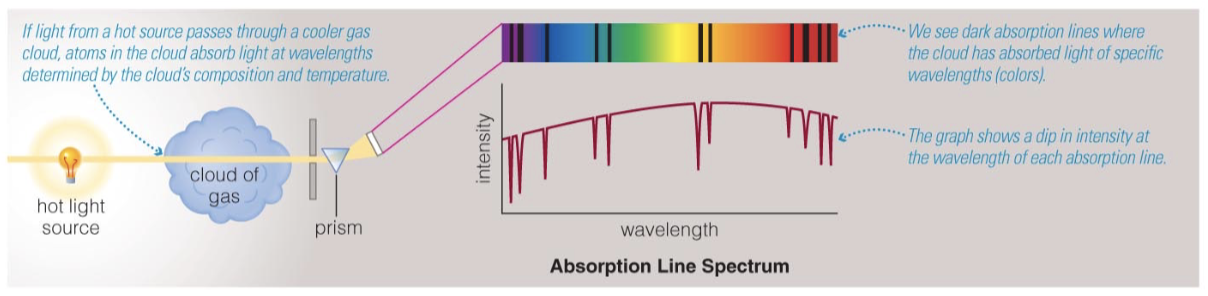 If light from a hot source passes through a cooler gas
cloud, atoms in the cloud absorb light at wavelengths
determined by the cloud's composition and temperature.
hot light
source
cloud of
gas
prism
intensity
wavelength
Absorption Line Spectrum
We see dark absorption lines where
the cloud has absorbed light of specific
wavelengths (colors).
The graph shows a dip in intensity at
the wavelength of each absorption line.